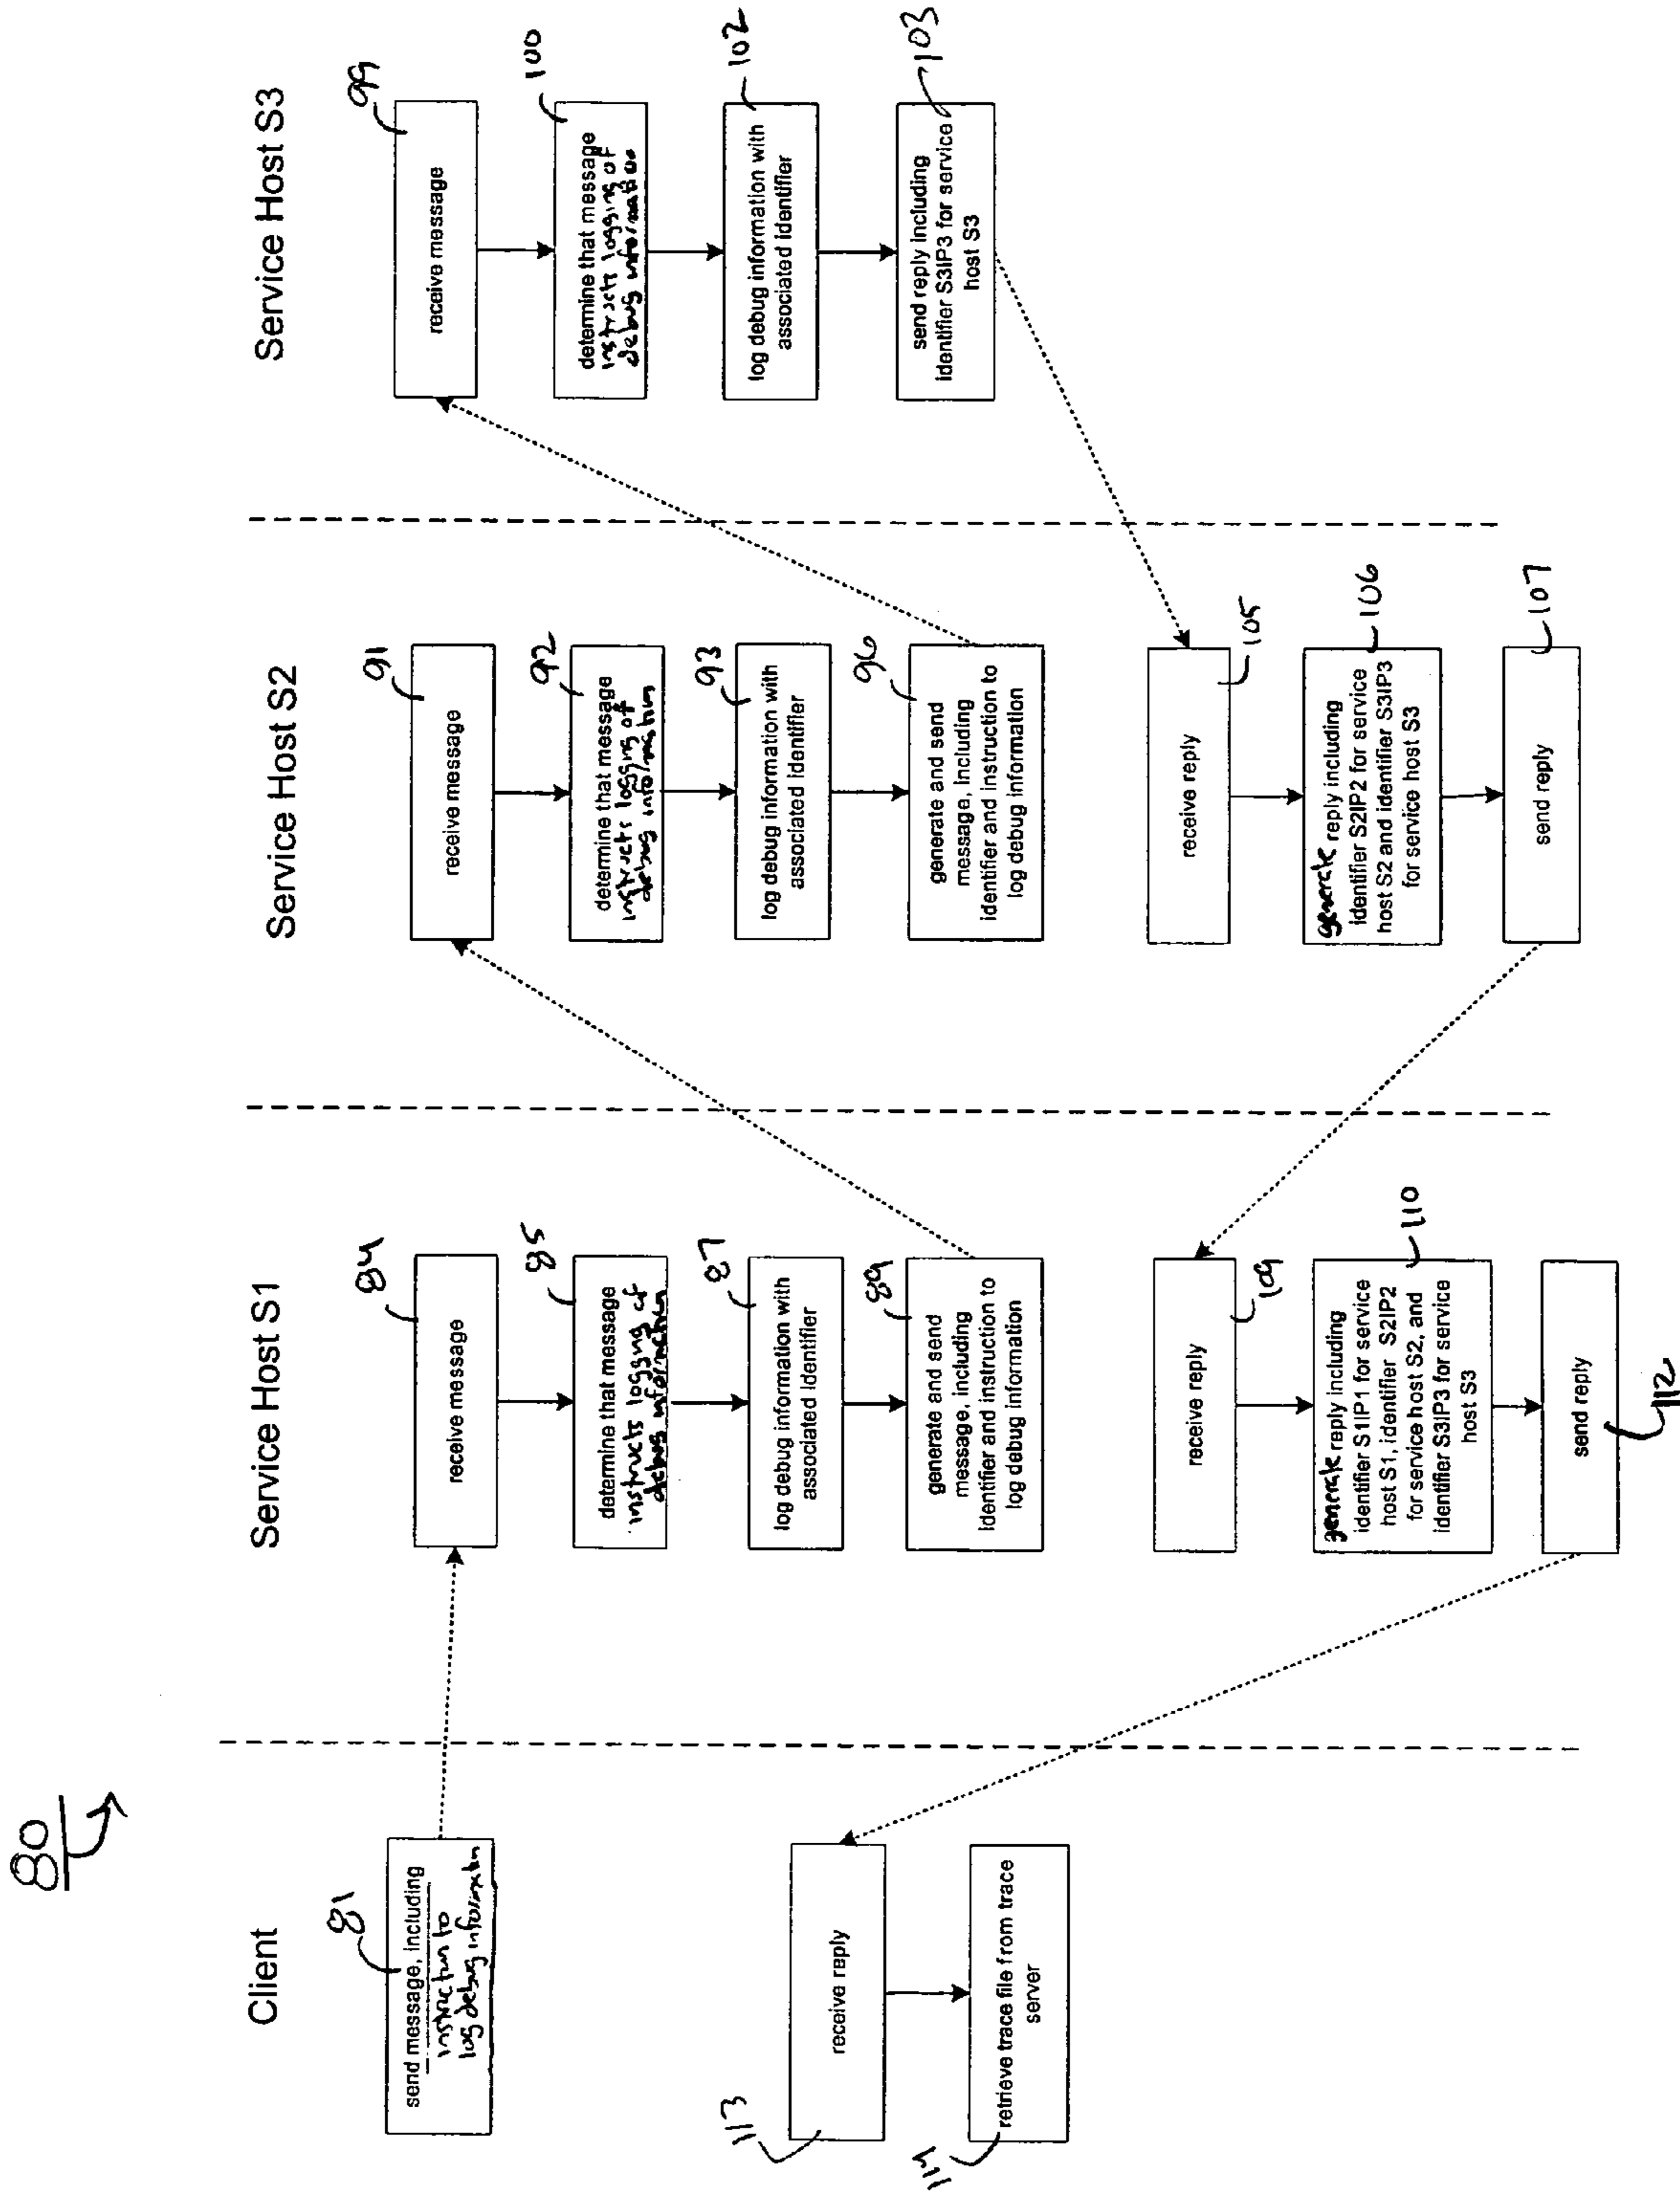 80
Client
81
send message, including
instruction to
log debug information
113
receive reply
114
retrieve trace file from trace
server
Service Host S1
84
receive message
85
determine that message
instructs logging of
debug information
87
log debug information with
associated identifier
89
generate and send
message, including
identifier and instruction to
log debug information
receive reply
109
generate reply including
identifier S1IP1 for service
host S1, identifier S2IP2
for service host S2, and
identifier S3IP3 for service
host S3
110
send reply
112
Service Host S2
91
receive message
92
determine that message
instructs logging of
debug information
93
log debug information with
associated identifier
96
generate and send
message, including
identifier and instruction to
log debug information
receive reply
105
generate reply including
identifier S2IP2 for service
host S2 and identifier S3IP3
for service host S3
106
send reply
107
Service Host S3
99
receive message
100
determine that message
instructs logging of
debug information
102
log debug information with
associated identifier
103
send reply including
identifier S3IP3 for service
host S3